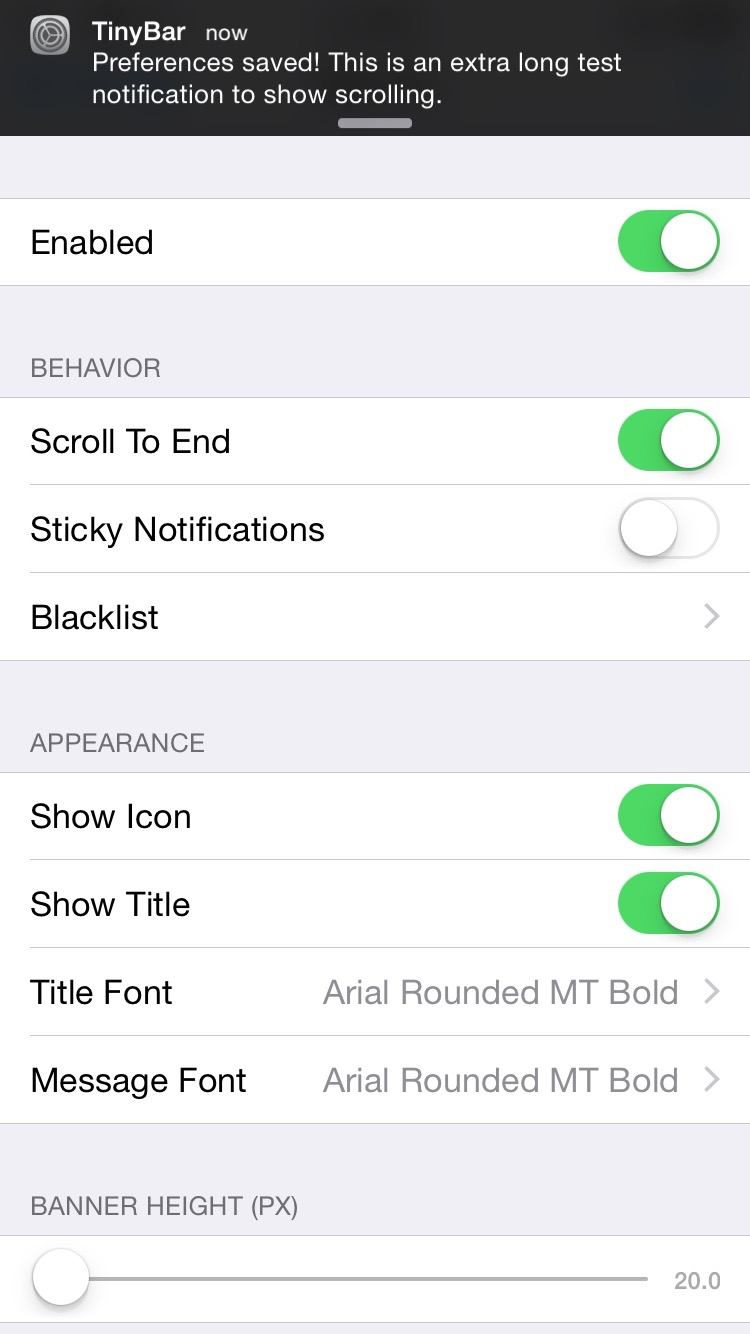 TinyBar now
Preferences saved! This is an extra long test
notification to show scrolling.
Enabled
BEHAVIOR
Scroll To End
Sticky Notifications
Blacklist
APPEARANCE
Show Icon
Show Title
Title Font Arial Rounded MT Bold
Message Font Arial Rounded MT Bold
BANNER HEIGHT (PX)
20.0